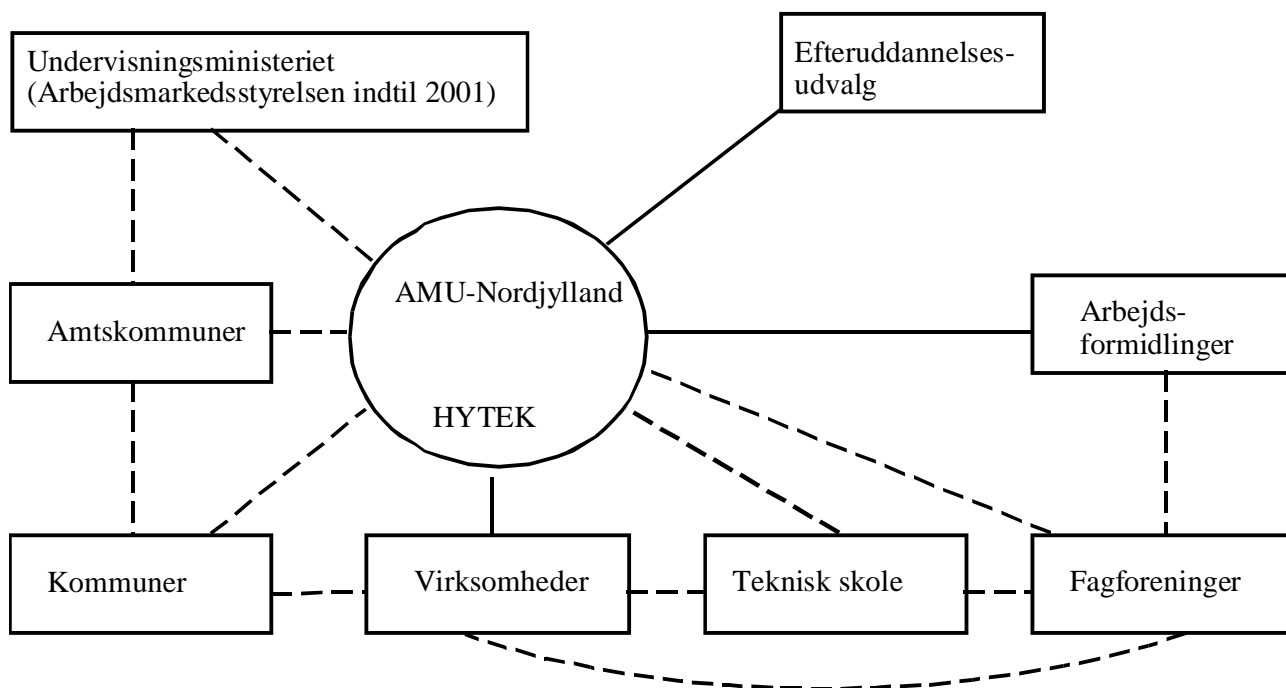 Undervisningsministeriet
(Arbejdsmarkedsstyrelsen indtil 2001)
Efteruddannelses-
udvalg
AMU-Nordjylland
HYTEK
Amtskommuner
Arbejds-
formidlinger
Kommuner
Virksomheder
Teknisk skole
Fagforeninger